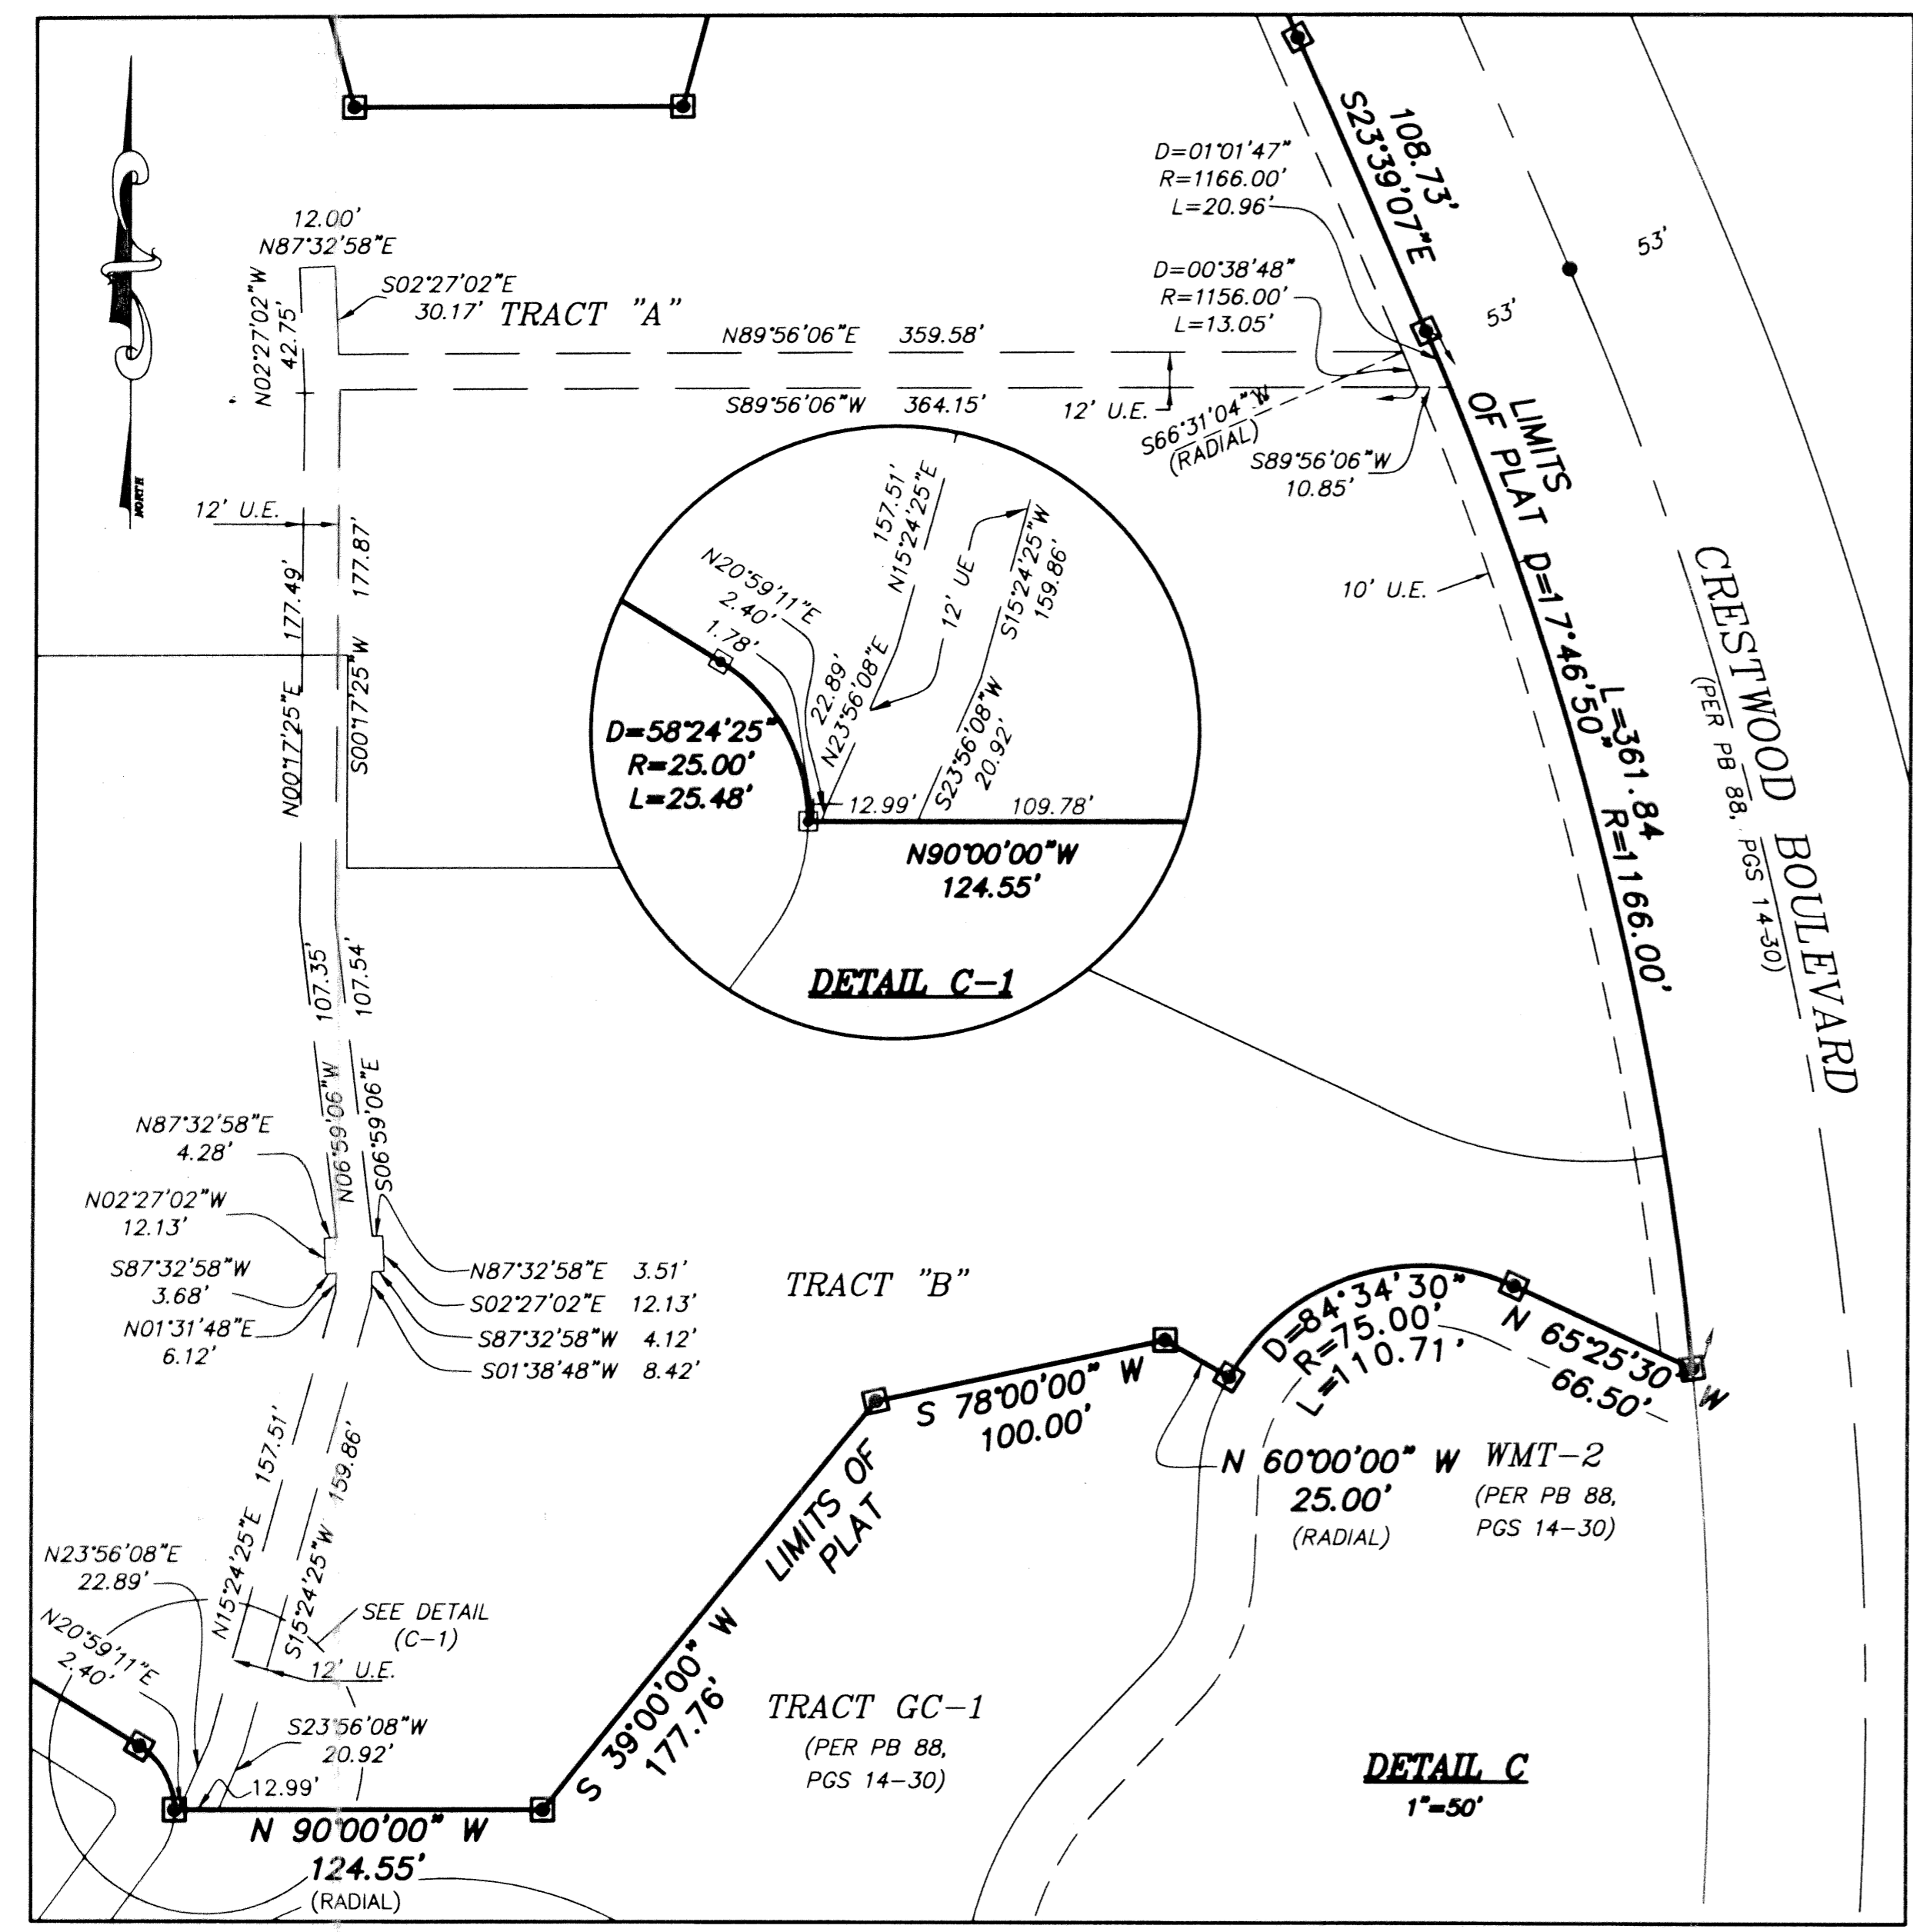 108.73'
S23°39'07"E
D=01°01'47"
R=1166.00'
L=20.96'
53'
12.00'
N87°32'58"E
D=00°38'48"
R=1156.00'
L=13.05'
53'
N02°27'02"W
42.75'
S02°27'02"E
30.17'
TRACT "A"
N89°56'06"E 359.58'
S89°56'06"W 364.15'
12' U.E.
S66°31'04"W
(RADIAL)
S89°56'06"W
10.85'
LIMITS
OF PLAT
D=17°46'50"
L=361.84
R=1166.00'
NORTH
12' U.E.
177.49'
177.87'
N00°17'25"E
S00°17'25"W
10' U.E.
CRESTWOOD BOULEVARD
(PER PB 88, PGS 14-30)
157.51'
N15°24'25"E
12' UE
S15°24'25"W
159.86'
N20°59'11"E
2.40'
1.78'
22.89'
N23°56'08"E
S23°56'08"W
20.92'
D=58°24'25"
R=25.00'
L=25.48'
12.99'
109.78'
N90°00'00"W
124.55'
DETAIL C-1
107.35'
107.54'
N06°59'06"W
S06°59'06"E
N87°32'58"E
4.28'
N02°27'02"W
12.13'
S87°32'58"W
3.68'
N01°31'48"E
6.12'
N87°32'58"E 3.51'
S02°27'02"E 12.13'
S87°32'58"W 4.12'
S01°38'48"W 8.42'
TRACT "B"
D=84°34'30"
R=75.00'
L=110.71'
N 65°25'30" W
66.50'
S 78°00'00" W
100.00'
N 60°00'00" W
25.00'
(RADIAL)
WMT-2
(PER PB 88,
PGS 14-30)
LIMITS OF
PLAT
157.51'
N15°24'25"E
159.86'
S15°24'25"W
N23°56'08"E
22.89'
N20°59'11"E
2.40'
SEE DETAIL
(C-1)
12' U.E.
S23°56'08"W
20.92'
12.99'
S 39°00'00" W
177.76'
TRACT GC-1
(PER PB 88,
PGS 14-30)
N 90°00'00" W
124.55'
(RADIAL)
DETAIL C
1"=50'